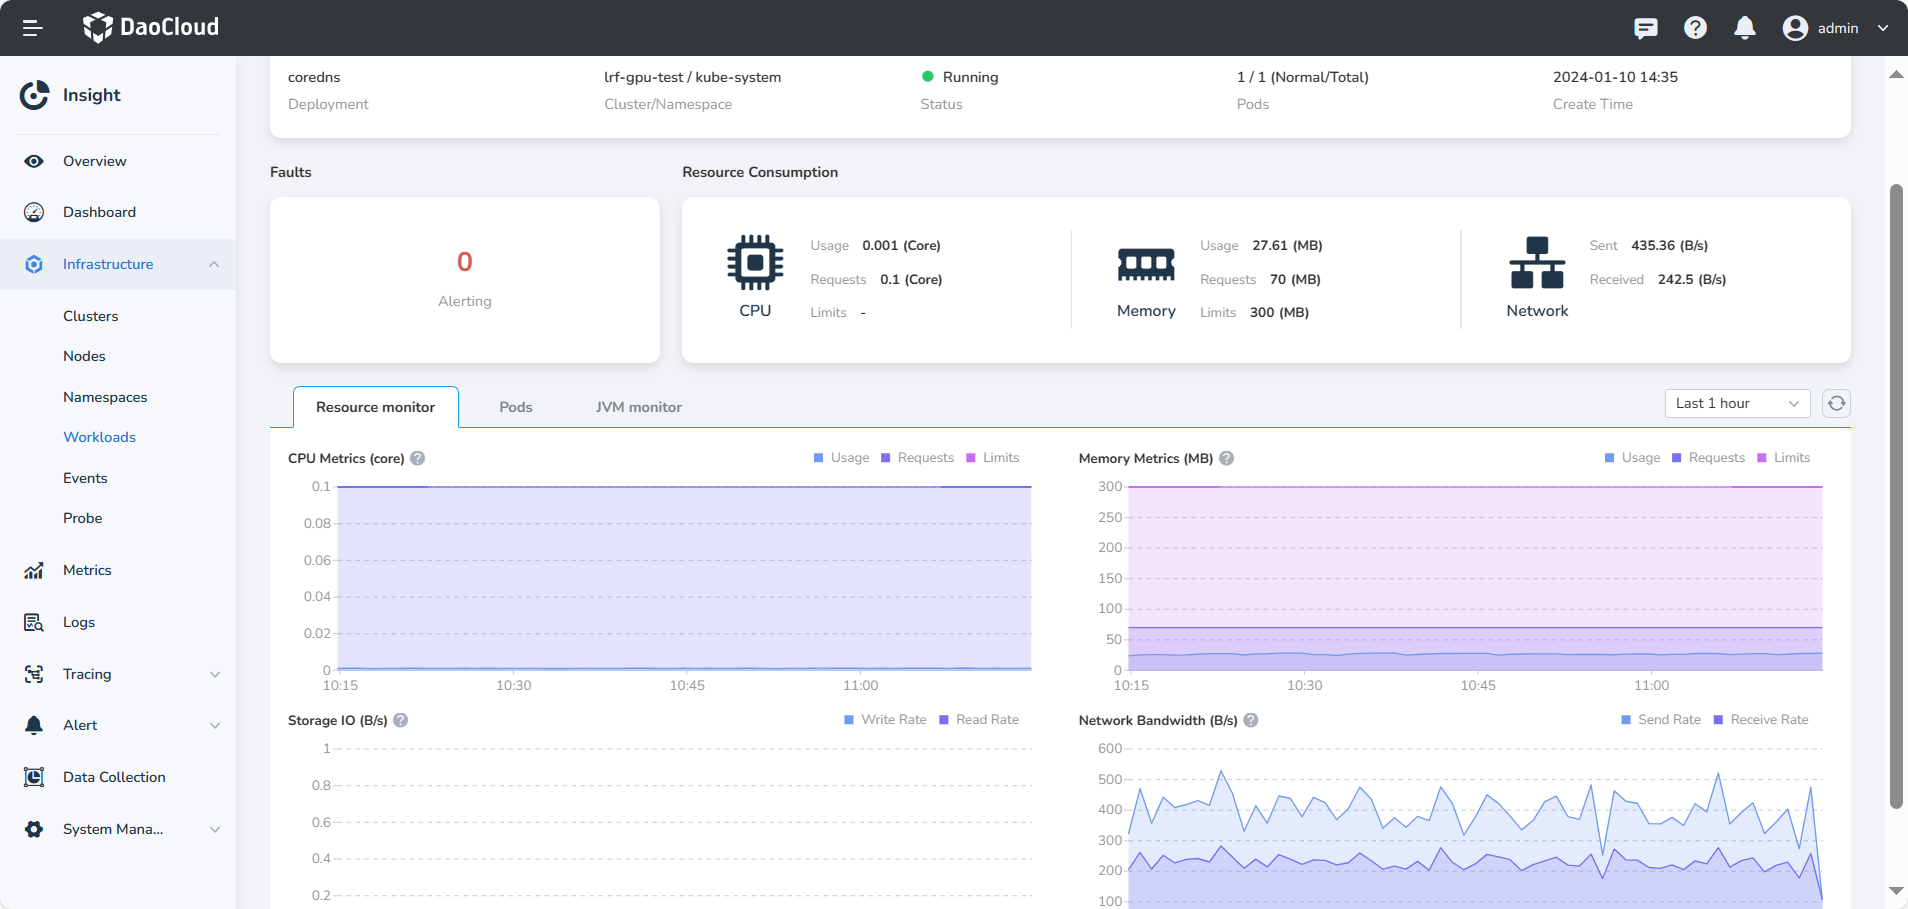 DaoCloud
admin
Insight
Overview
Dashboard
Infrastructure
Clusters
Nodes
Namespaces
Workloads
Events
Probe
Metrics
Logs
Tracing
Alert
Data Collection
System Mana...
coredns
Deployment
lrf-gpu-test / kube-system
Cluster/Namespace
Running
Status
1 / 1 (Normal/Total)
Pods
2024-01-10 14:35
Create Time
Faults
0
Alerting
Resource Consumption
CPU
Usage 0.001 (Core)
Requests 0.1 (Core)
Limits -
Memory
Usage 27.61 (MB)
Requests 70 (MB)
Limits 300 (MB)
Network
Sent 435.36 (B/s)
Received 242.5 (B/s)
Resource monitor Pods JVM monitor
Last 1 hour
CPU Metrics (core) ?
Usage Requests Limits
0.1
0.08
0.06
0.04
0.02
0
10:15 10:30 10:45 11:00
Memory Metrics (MB) ?
Usage Requests Limits
300
250
200
150
100
50
0
10:15 10:30 10:45 11:00
Storage IO (B/s) ?
Write Rate Read Rate
1
0.8
0.6
0.4
0.2
Network Bandwidth (B/s) ?
Send Rate Receive Rate
600
500
400
300
200
100